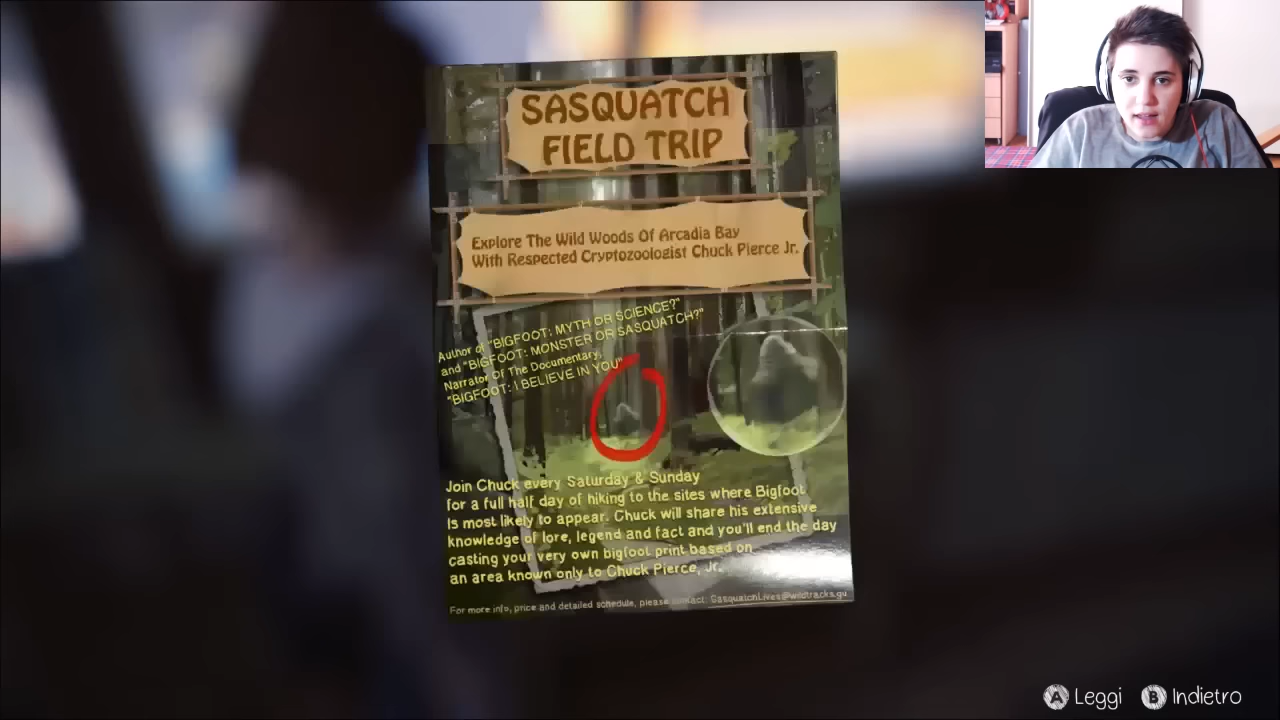 SASQUATCH
FIELD TRIP
Explore The Wild Woods Of Arcadia Bay
With Respected Cryptozoologist Chuck Pierce Jr.
Author of "BIGFOOT: MYTH OR SCIENCE?"
and "BIGFOOT: MONSTER OR SASQUATCH?"
Narrator Of The Documentary,
"BIGFOOT: I BELIEVE IN YOU"
Join Chuck every Saturday & Sunday
for a full half day of hiking to the sites where Bigfoot
Is most likely to appear. Chuck will share his extensive
knowledge of lore, legend and fact and you'll end the day
casting your very own bigfoot print based on
an area known only to Chuck Pierce, Jr.
For more info, price and detailed schedule, please contact: SasquatchLives@wildtracks.gu
A Leggi B Indietro